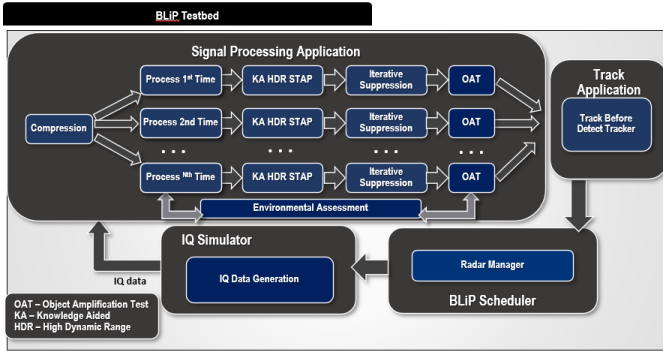 BLiP Testbed
Signal Processing Application
Compression
Process 1st Time
KA HDR STAP
Iterative
Suppression
OAT
Process 2nd Time
KA HDR STAP
Iterative
Suppression
OAT
. . .
. . .
. . .
. . .
Process Nth Time
KA HDR STAP
Iterative
Suppression
OAT
Environmental Assessment
Track
Application
Track Before
Detect Tracker
IQ Simulator
IQ Data Generation
IQ data
Radar Manager
BLiP Scheduler
OAT – Object Amplification Test
KA – Knowledge Aided
HDR – High Dynamic Range